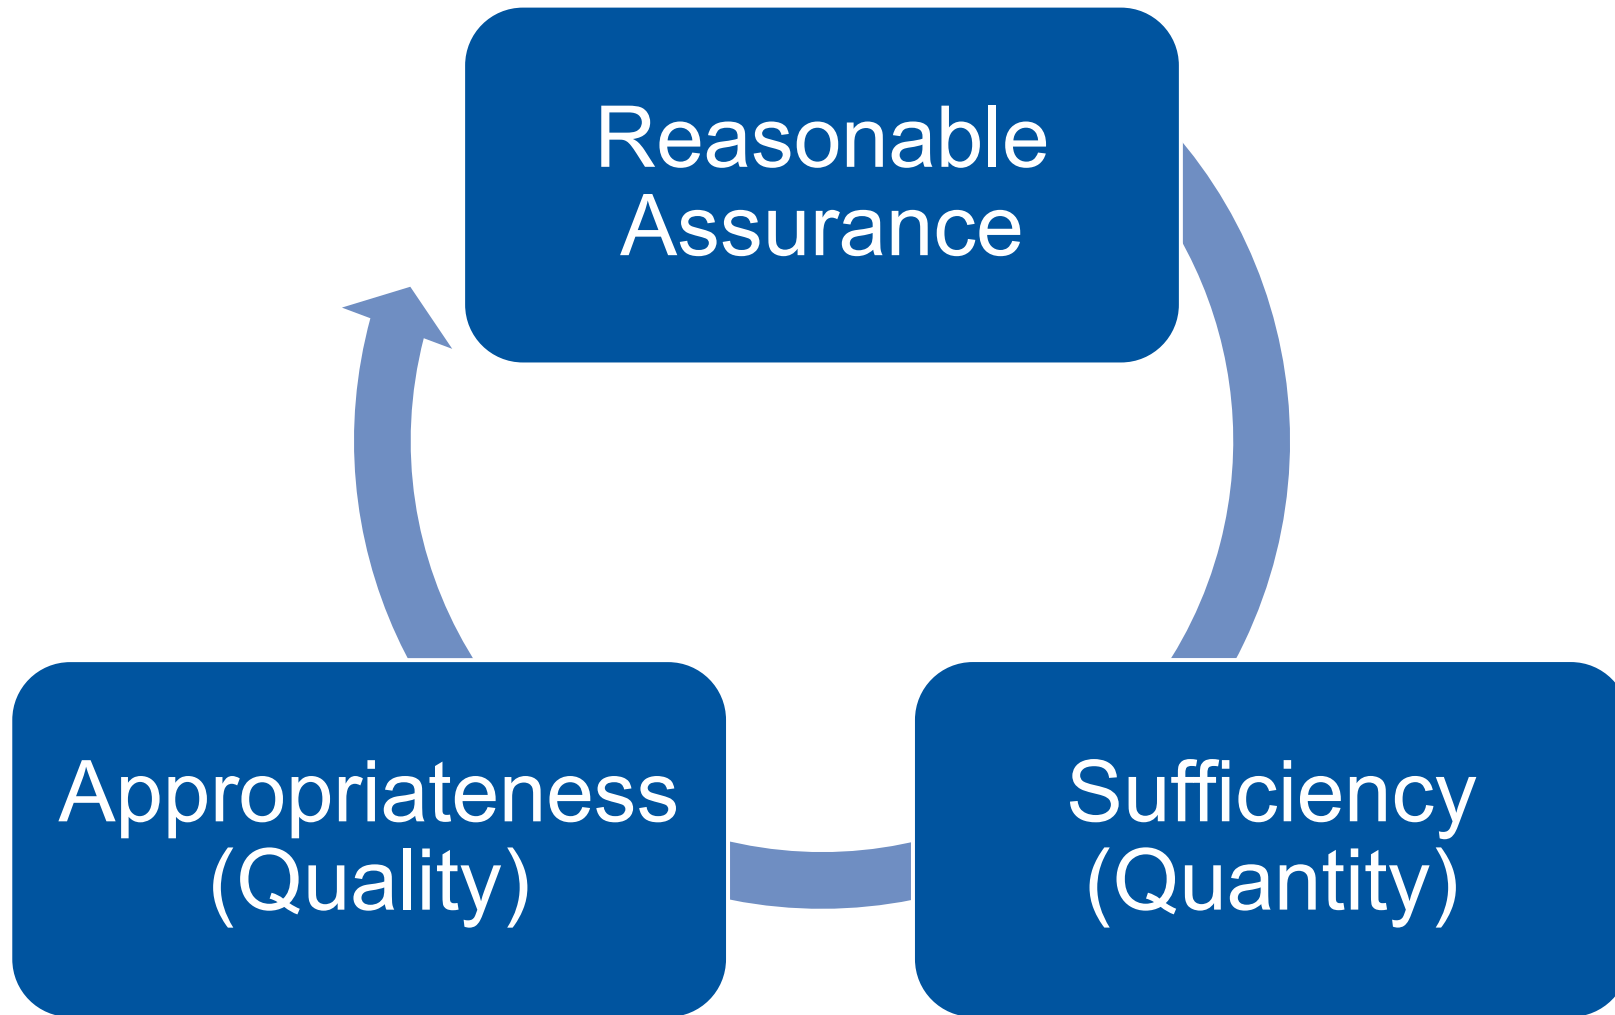 Reasonable
Assurance
Appropriateness
(Quality)
Sufficiency
(Quantity)